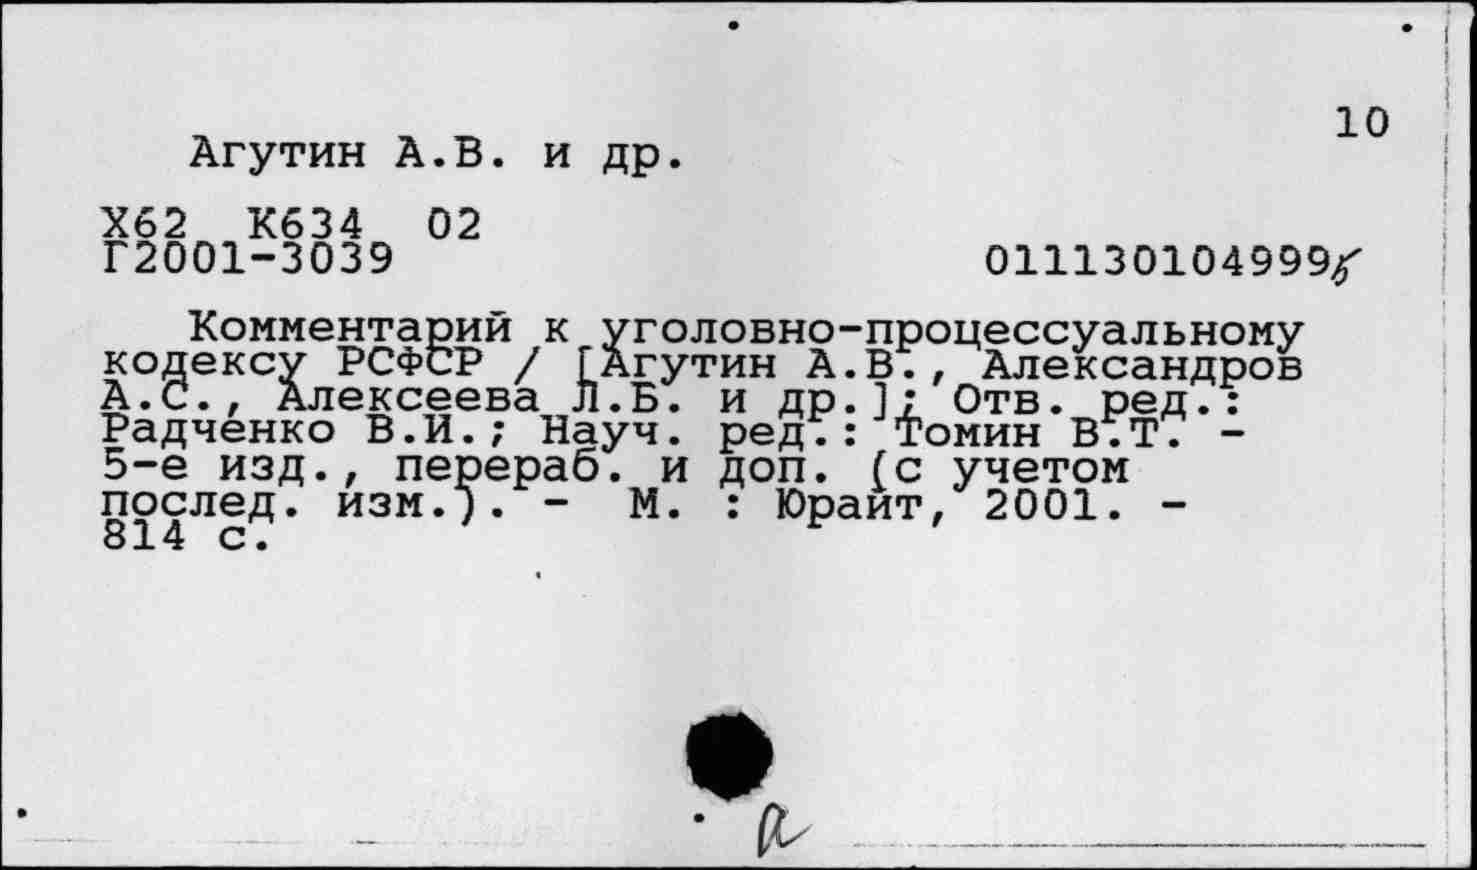 10
Агутин А.В. и др.
Х62 К634 02
Г2001-3039
011130104999
Комментарий к уголовно-процессуальному
кодексу РСФСР / [Агутин А.В., Александров
А.С., Алексеева Л.Б. и др.]; Отв. ред.:
Радченко В.И.; Науч. ред.: Томин В.Т. -
5-е изд., перераб. и доп. (с учетом
послед. изм.). - М. : Юрайт, 2001. -
814 с.
а